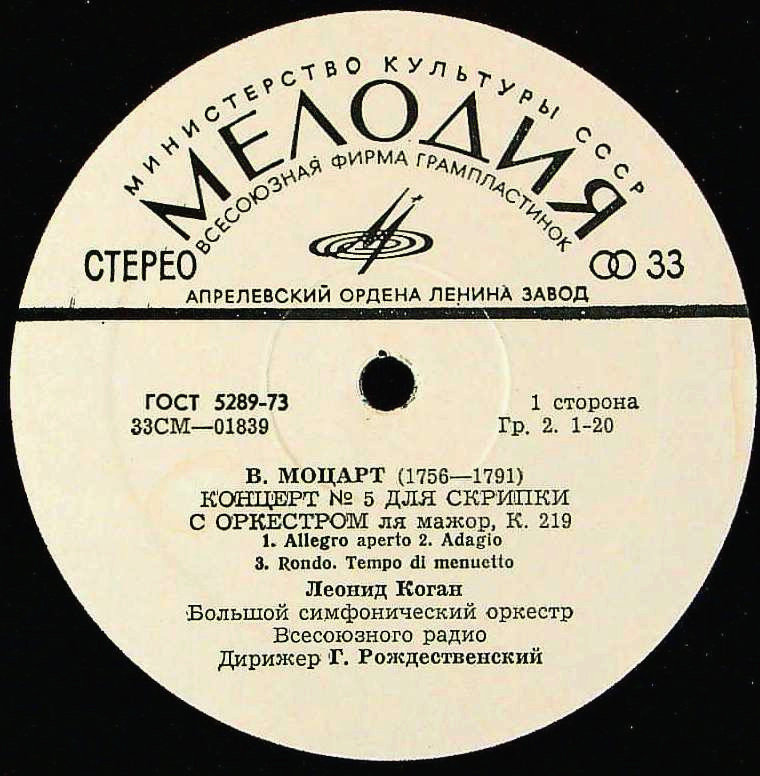 МИНИСТЕРСТВО КУЛЬТУРЫ СССР
МЕЛОДИЯ
ВСЕСОЮЗНАЯ ФИРМА ГРАМПЛАСТИНОК
СТЕРЕО
33
АПРЕЛЕВСКИЙ ОРДЕНА ЛЕНИНА ЗАВОД
ГОСТ 5289-73
1 сторона
33СМ—01839
Гр. 2. 1-20
В. МОЦАРТ (1756—1791)
КОНЦЕРТ № 5 ДЛЯ СКРИПКИ
С ОРКЕСТРОМ ля мажор, К. 219
1. Allegro aperto 2. Adagio
3. Rondo. Tempo di menuetto
Леонид Коган
Большой симфонический оркестр
Всесоюзного радио
Дирижер Г. Рождественский